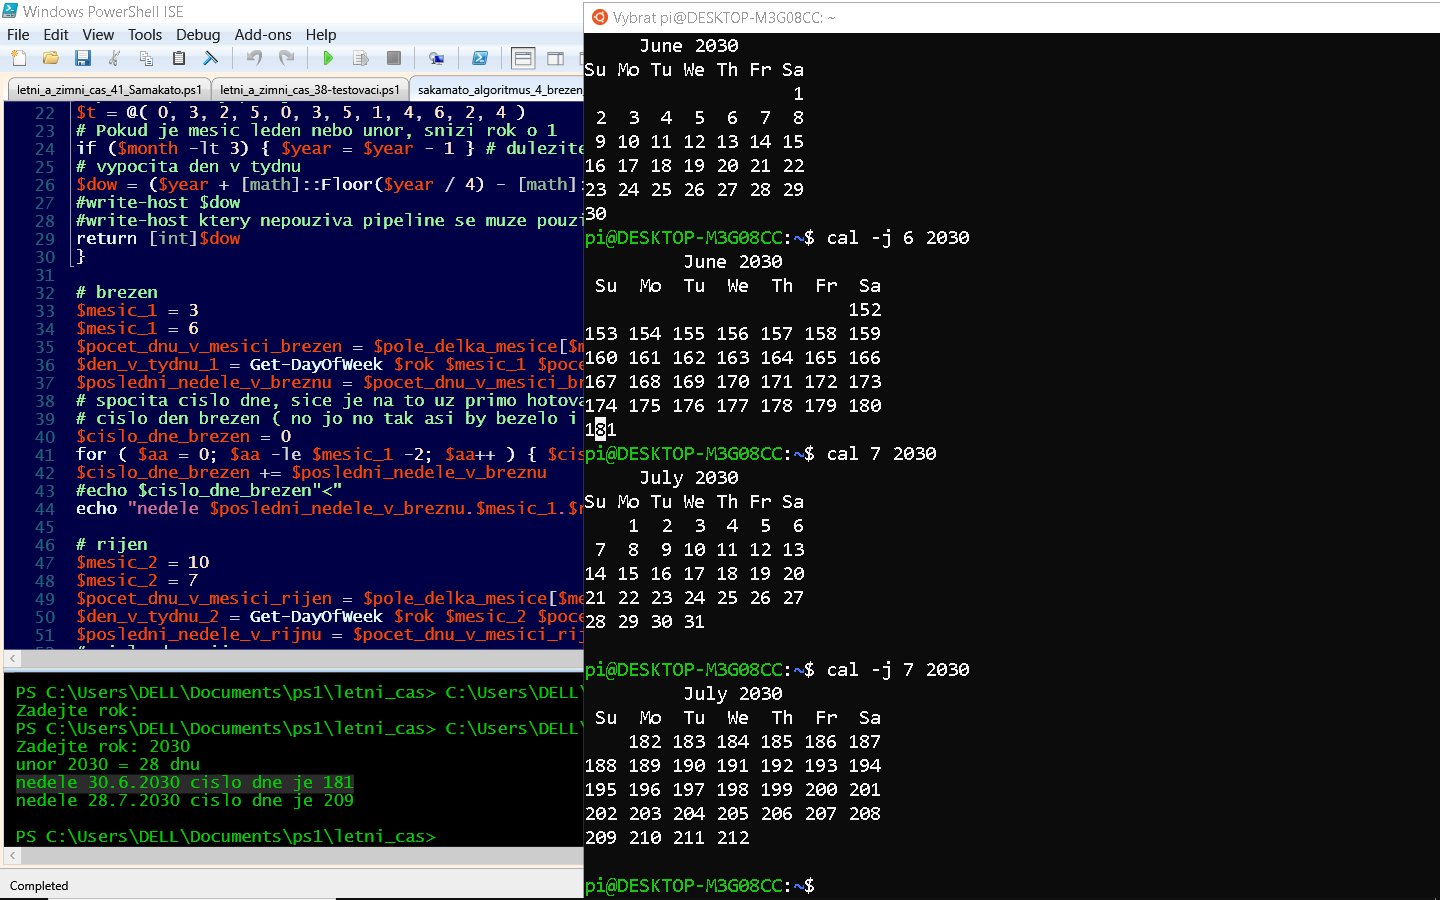 Windows PowerShell ISE
File Edit View Tools Debug Add-ons Help
letni_a_zimni_cas_41_Samakato.ps1 letni_a_zimni_cas_38-testovaci.ps1 sakamato_algoritmus_4_brezen_
22 $t = @( 0, 3, 2, 5, 0, 3, 5, 1, 4, 6, 2, 4 )
23 # Pokud je mesic leden nebo unor, snizi rok o 1
24 if ($month -lt 3) { $year = $year - 1 } # dulezite
25 # vypocita den v tydnu
26 $dow = ($year + [math]::Floor($year / 4) - [math]:
27 #write-host $dow
28 #write-host ktery nepouziva pipeline se muze pouzi
29 return [int]$dow
30 }
31
32 # brezen
33 $mesic_1 = 3
34 $mesic_1 = 6
35 $pocet_dnu_v_mesici_brezen = $pole_delka_mesice[$m
36 $den_v_tydnu_1 = Get-DayOfWeek $rok $mesic_1 $poce
37 $posledni_nedele_v_breznu = $pocet_dnu_v_mesici_br
38 # spocita cislo dne, sice je na to uz primo hotova
39 # cislo den brezen ( no jo no tak asi by bezelo i
40 $cislo_dne_brezen = 0
41 for ( $aa = 0; $aa -le $mesic_1 -2; $aa++ ) { $cis
42 $cislo_dne_brezen += $posledni_nedele_v_breznu
43 #echo $cislo_dne_brezen"<"
44 echo "nedele $posledni_nedele_v_breznu.$mesic_1.$r
45
46 # rijen
47 $mesic_2 = 10
48 $mesic_2 = 7
49 $pocet_dnu_v_mesici_rijen = $pole_delka_mesice[$me
50 $den_v_tydnu_2 = Get-DayOfWeek $rok $mesic_2 $poce
51 $posledni_nedele_v_rijnu = $pocet_dnu_v_mesici_rij
PS C:\Users\DELL\Documents\ps1\letni_cas> C:\Users\DELL\
Zadejte rok:
PS C:\Users\DELL\Documents\ps1\letni_cas> C:\Users\DELL\
Zadejte rok: 2030
unor 2030 = 28 dnu
nedele 30.6.2030 cislo dne je 181
nedele 28.7.2030 cislo dne je 209
PS C:\Users\DELL\Documents\ps1\letni_cas>
Completed
Vybrat pi@DESKTOP-M3G08CC: ~
June 2030
Su Mo Tu We Th Fr Sa
1
2 3 4 5 6 7 8
9 10 11 12 13 14 15
16 17 18 19 20 21 22
23 24 25 26 27 28 29
30
pi@DESKTOP-M3G08CC:~$ cal -j 6 2030
June 2030
Su Mo Tu We Th Fr Sa
152
153 154 155 156 157 158 159
160 161 162 163 164 165 166
167 168 169 170 171 172 173
174 175 176 177 178 179 180
181
pi@DESKTOP-M3G08CC:~$ cal 7 2030
July 2030
Su Mo Tu We Th Fr Sa
1 2 3 4 5 6
7 8 9 10 11 12 13
14 15 16 17 18 19 20
21 22 23 24 25 26 27
28 29 30 31
pi@DESKTOP-M3G08CC:~$ cal -j 7 2030
July 2030
Su Mo Tu We Th Fr Sa
182 183 184 185 186 187
188 189 190 191 192 193 194
195 196 197 198 199 200 201
202 203 204 205 206 207 208
209 210 211 212
pi@DESKTOP-M3G08CC:~$